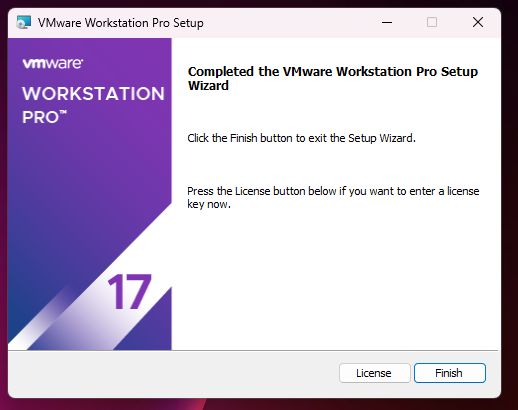 VMware Workstation Pro Setup
vmware®
WORKSTATION
PRO™
17
Completed the VMware Workstation Pro Setup
Wizard
Click the Finish button to exit the Setup Wizard.
Press the License button below if you want to enter a license
key now.
License
Finish